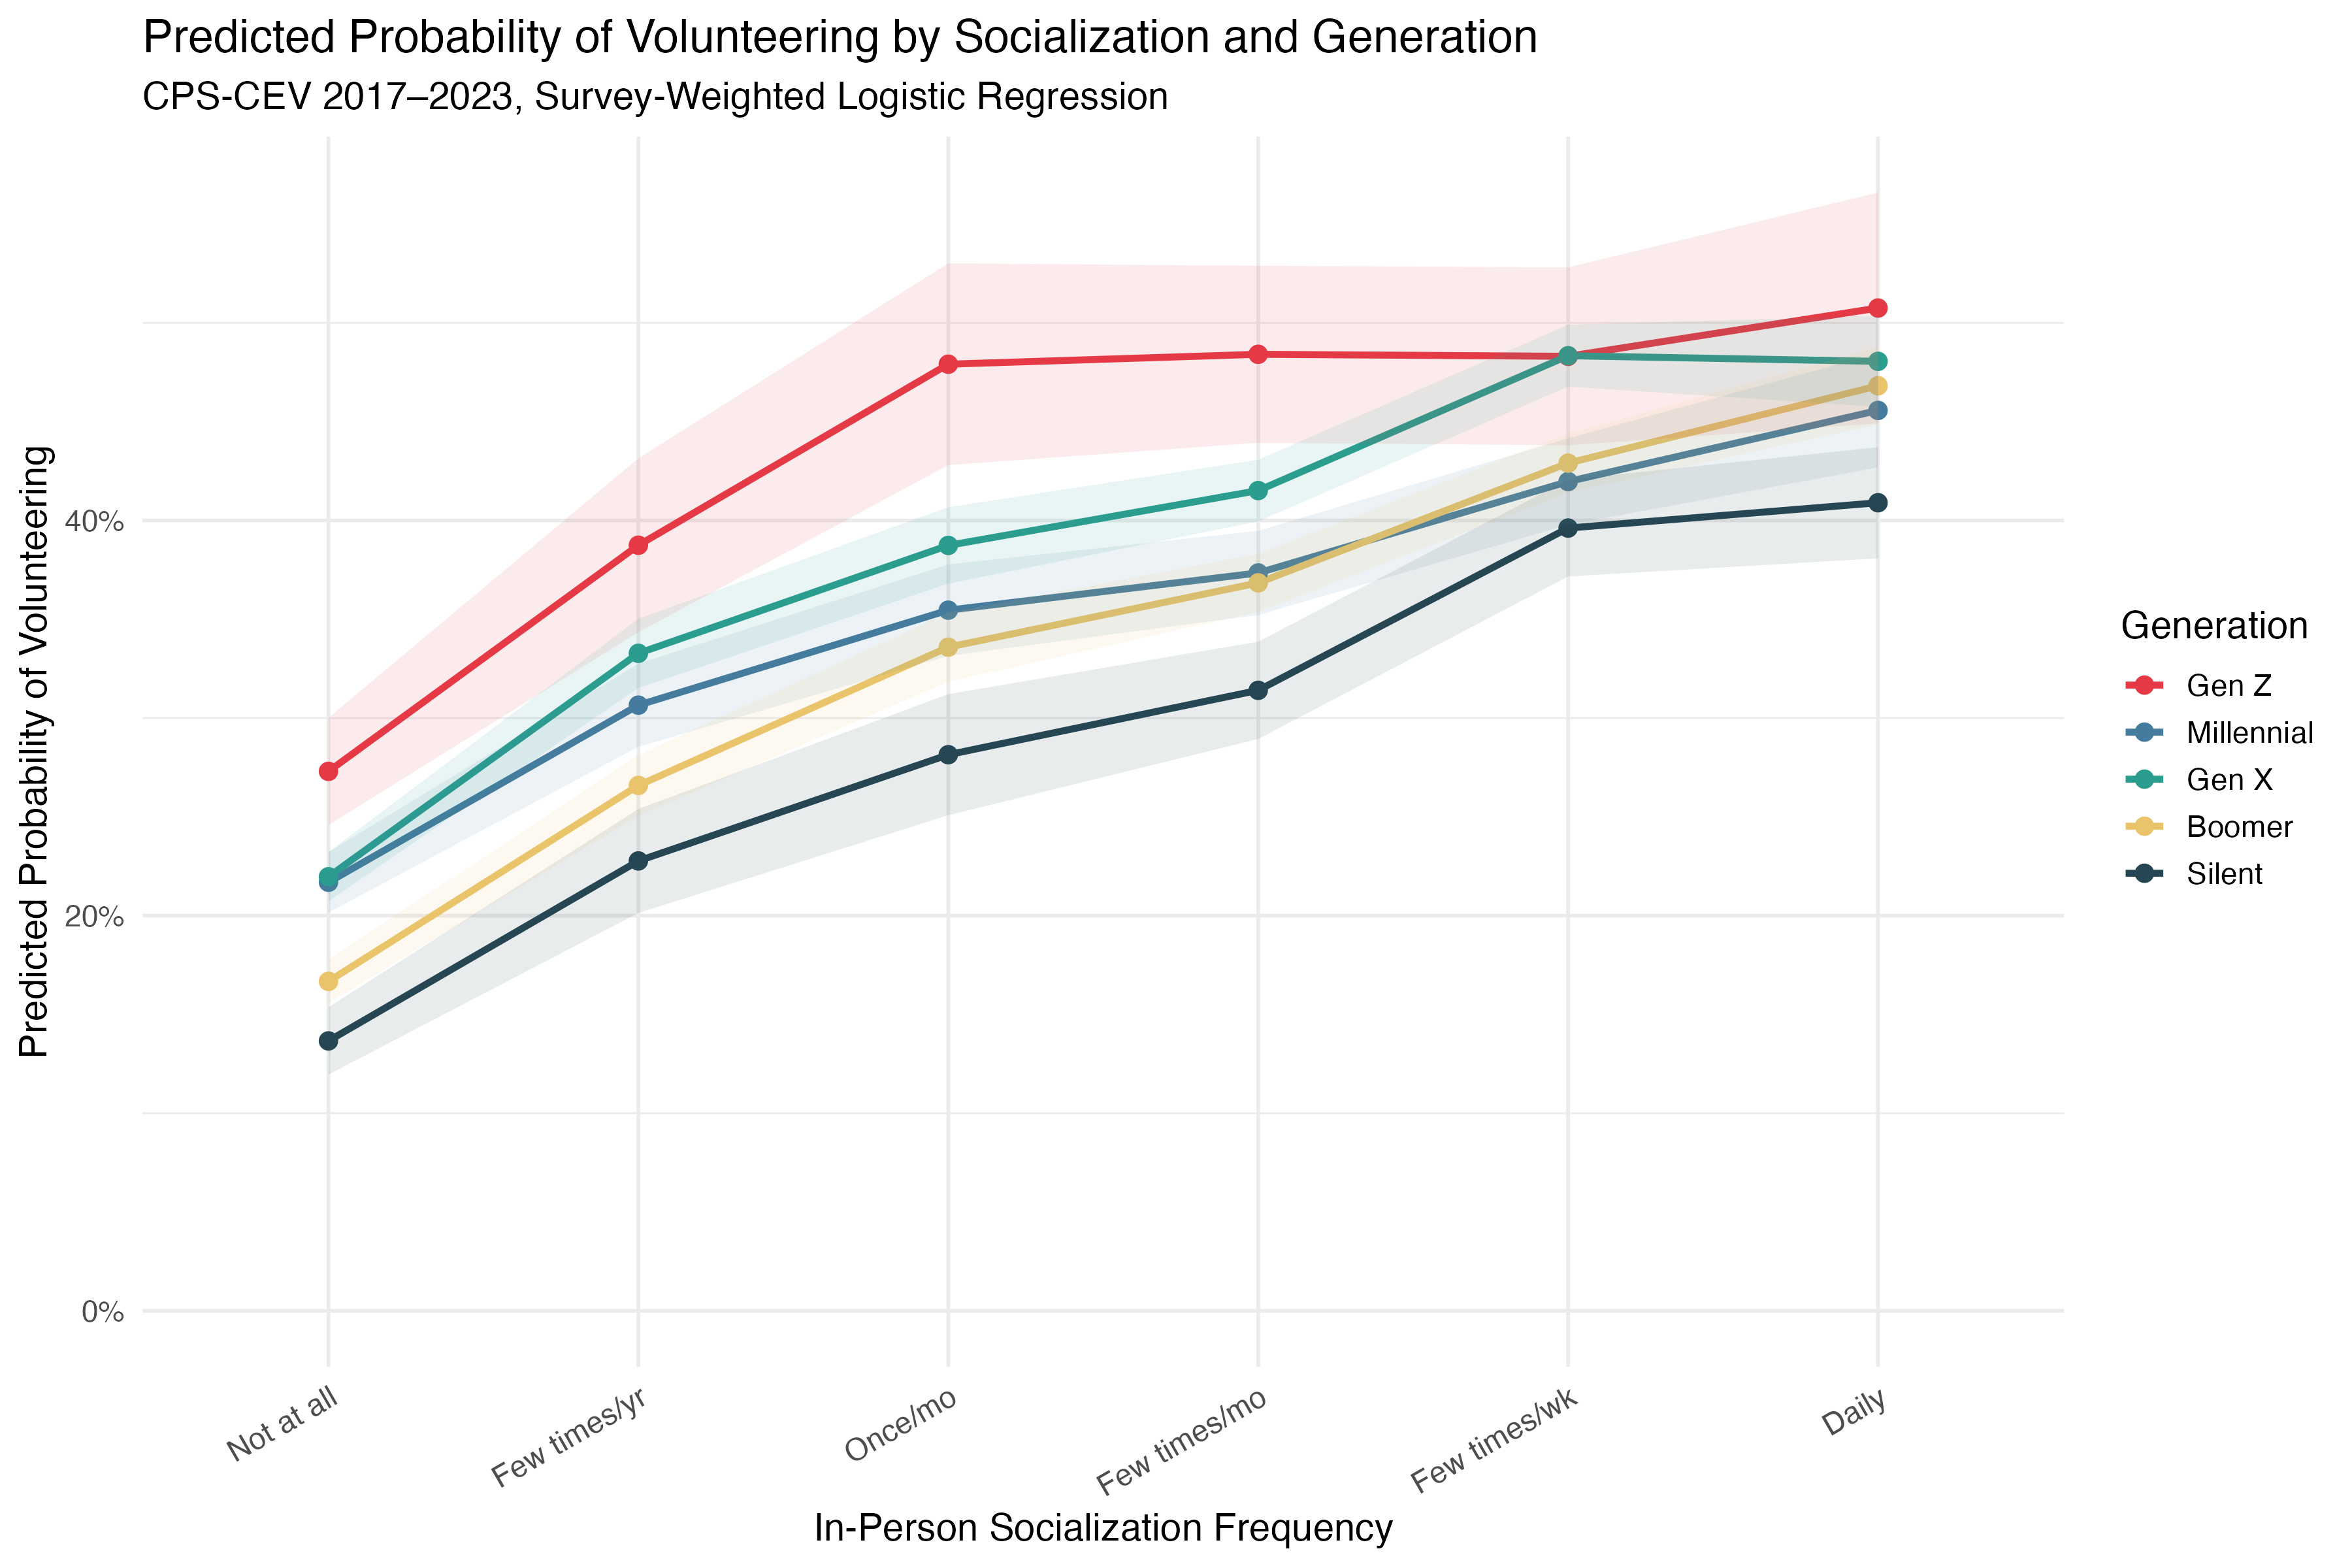 Predicted Probability of Volunteering by Socialization and Generation
CPS-CEV 2017–2023, Survey-Weighted Logistic Regression
Predicted Probability of Volunteering
40%
20%
0%
Not at all
Few times/yr
Once/mo
Few times/mo
Few times/wk
Daily
In-Person Socialization Frequency
Generation
Gen Z
Millennial
Gen X
Boomer
Silent